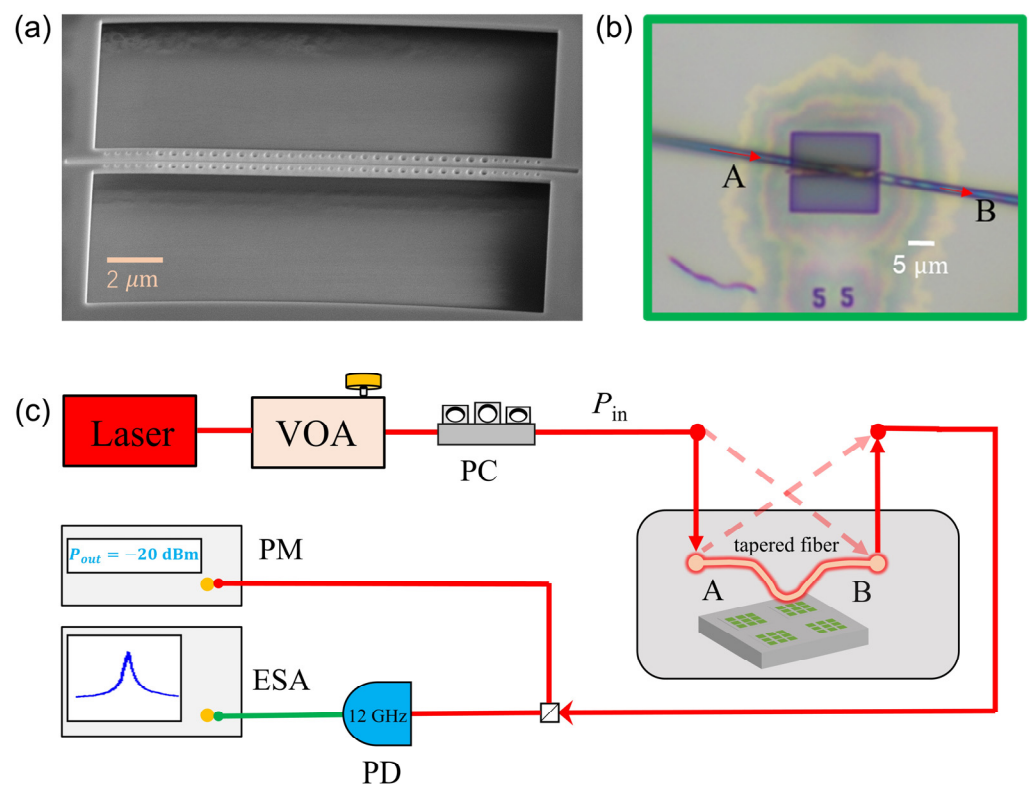 (a)
2 μm
(b)
A
B
5 μm
5 5
(c)
Laser
VOA
PC
P_in
tapered fiber
A
B
P_out = −20 dBm
PM
ESA
12 GHz
PD